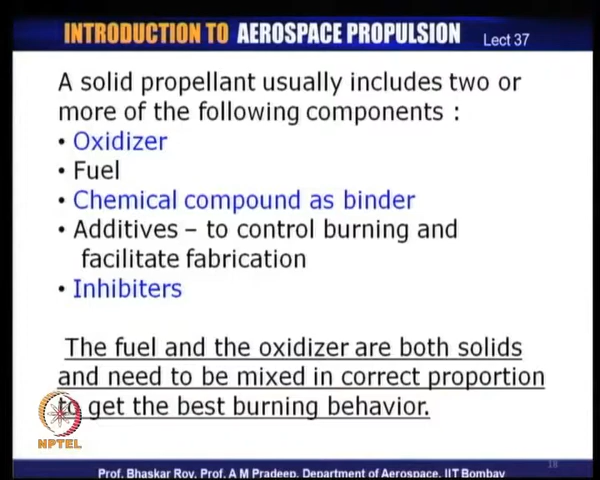 INTRODUCTION TO AEROSPACE PROPULSION Lect 37
A solid propellant usually includes two or
more of the following components :
• Oxidizer
• Fuel
• Chemical compound as binder
• Additives – to control burning and
facilitate fabrication
• Inhibiters
The fuel and the oxidizer are both solids
and need to be mixed in correct proportion
to get the best burning behavior.
NPTEL
18
Prof. Bhaskar Roy, Prof. A M Pradeep, Department of Aerospace, IIT Bombay